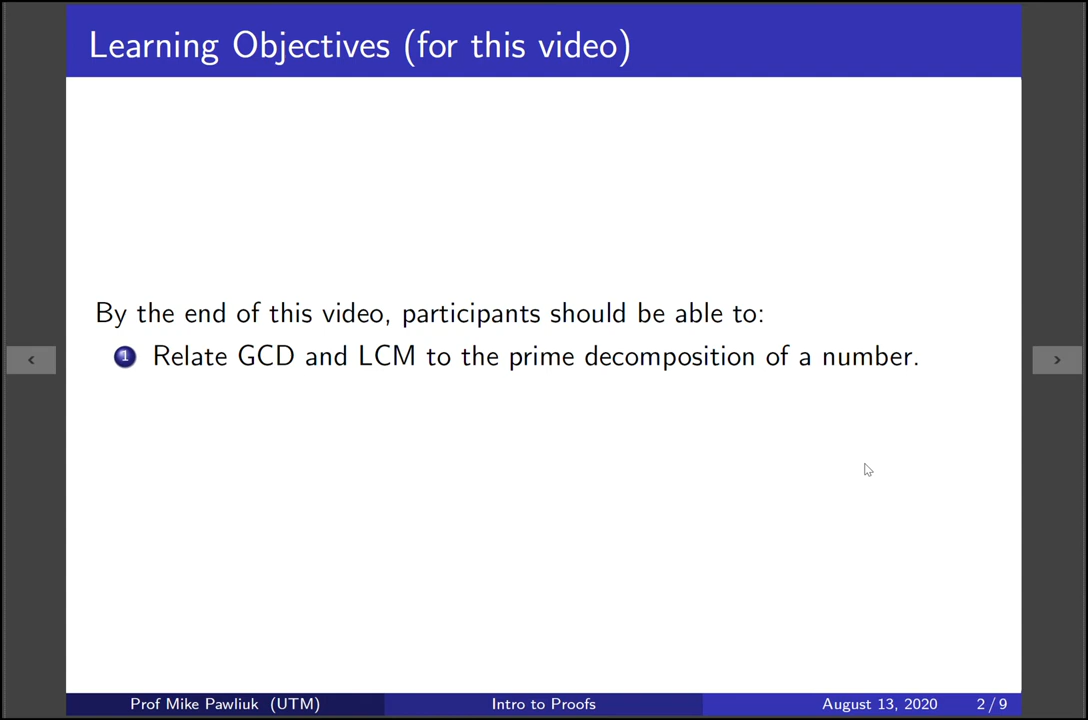 Learning Objectives (for this video)
By the end of this video, participants should be able to:
1 Relate GCD and LCM to the prime decomposition of a number.
< >
Prof Mike Pawliuk (UTM) Intro to Proofs August 13, 2020 2 / 9